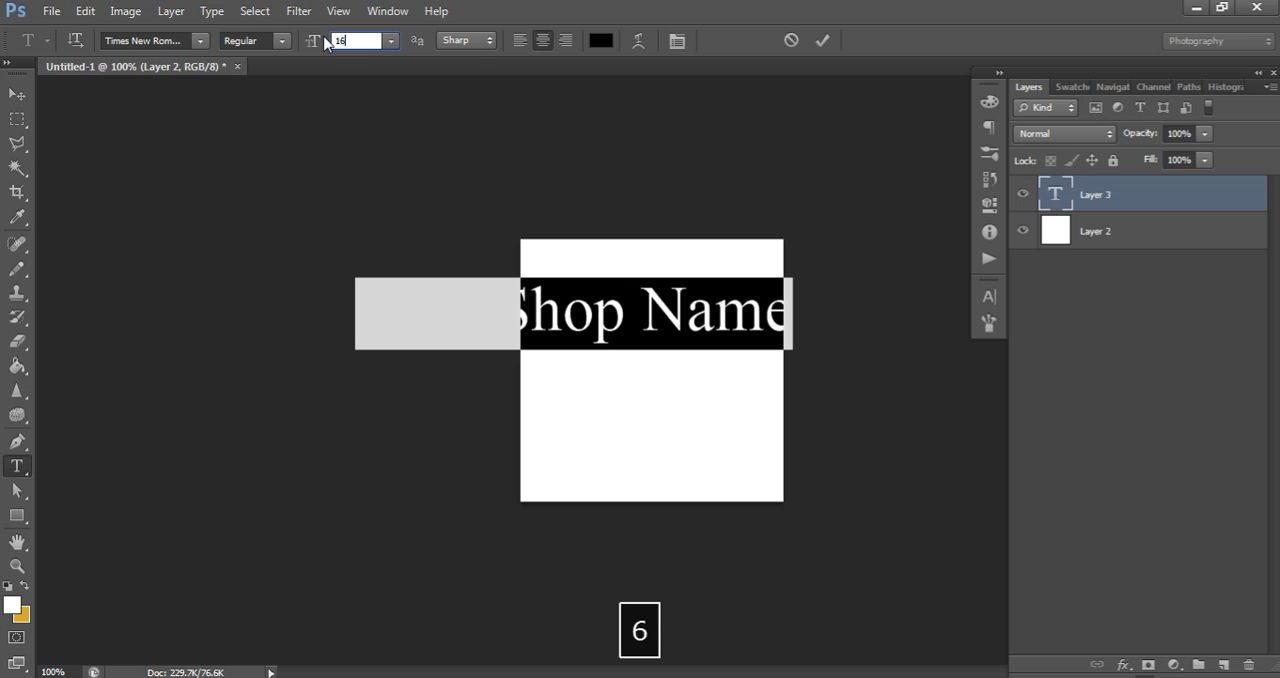 Ps File Edit Image Layer Type Select Filter View Window Help
T Times New Rom... Regular 16 aa Sharp Photography
Untitled-1 @ 100% (Layer 2, RGB/8) * ×
Layers Swatch Navigat Channel Paths Histogra
Kind
Normal Opacity: 100%
Lock: Fill: 100%
T Layer 3
Layer 2
Shop Name
6
100% Doc: 229.7K/76.6K